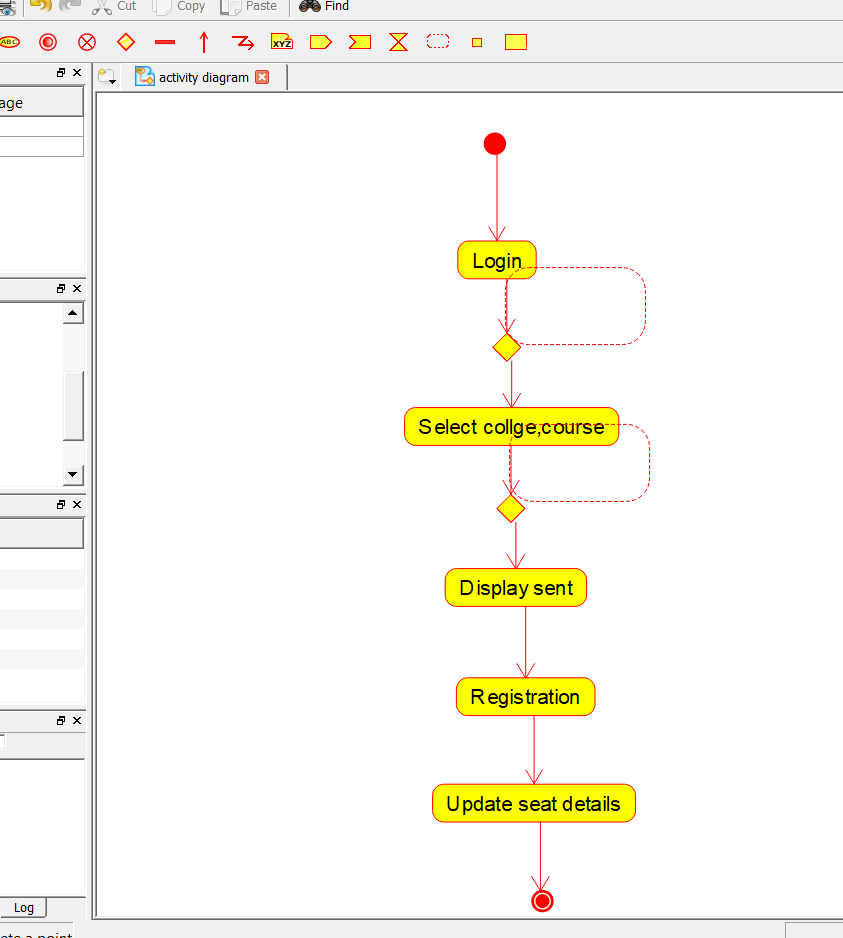 Cut Copy Paste Find
ABC XYZ
activity diagram
age
Login
Select collge,course
Display sent
Registration
Update seat details
Log
ete a point